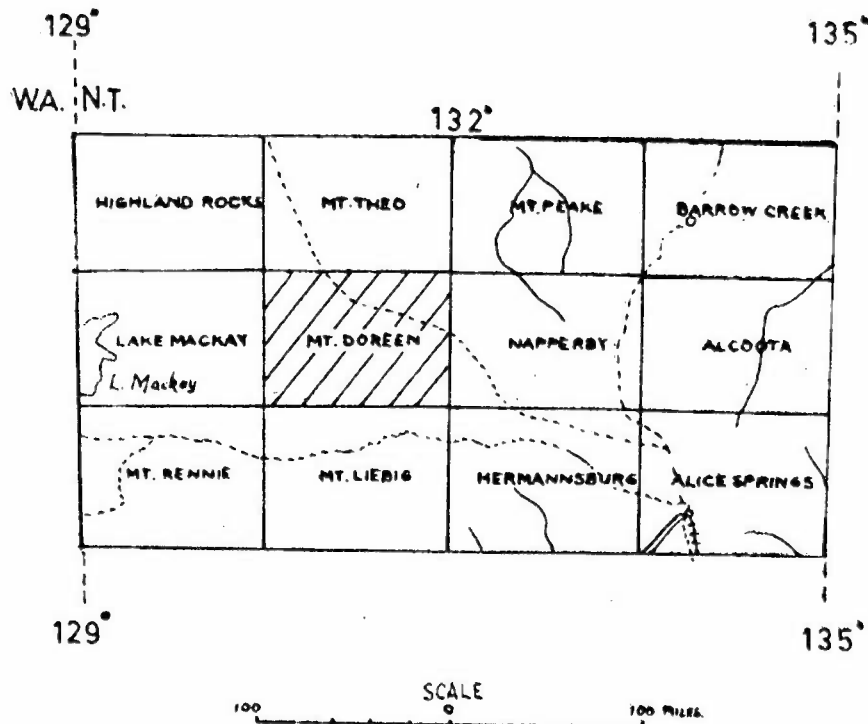 129° 135°
W.A. N.T.
132°
HIGHLAND ROCKS MT. THEO MT. PEAKE BARROW CREEK
LAKE MACKAY MT. DOREEN NAPPERBY ALCOOTA
L. Mackay
MT. RENNIE MT. LIEBIG HERMANNSBURG ALICE SPRINGS
129° 135°
SCALE
100 0 100 MILES.